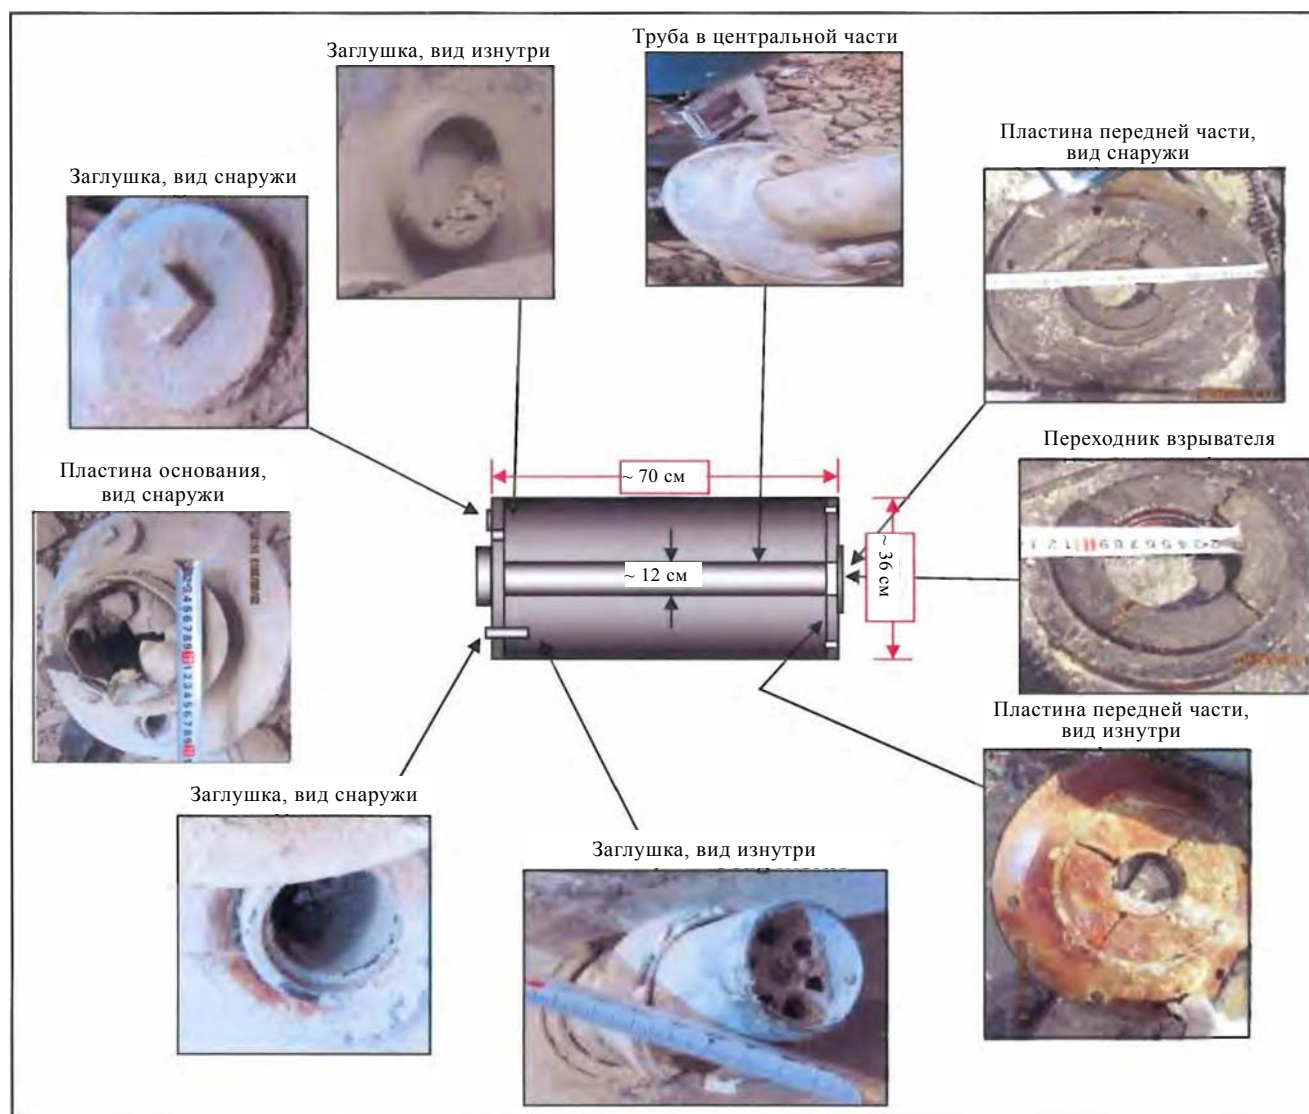 Заглушка, вид изнутри
Труба в центральной части
Пластина передней части,
вид снаружи
Заглушка, вид снаружи
Переходник взрывателя
Пластина основания,
вид снаружи
~ 70 см
~ 12 см
~ 36 см
Пластина передней части,
вид изнутри
Заглушка, вид снаружи
Заглушка, вид изнутри